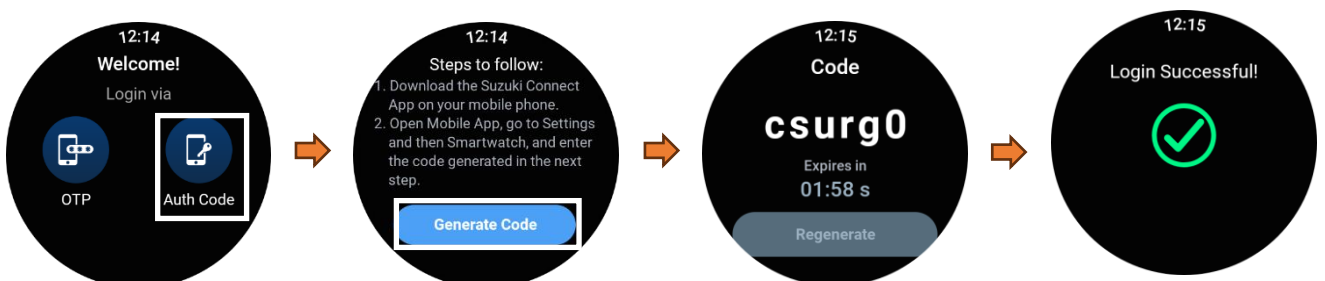 12:14
Welcome!
Login via
OTP
Auth Code
12:14
Steps to follow:
1. Download the Suzuki Connect
App on your mobile phone.
2. Open Mobile App, go to Settings
and then Smartwatch, and enter
the code generated in the next
step.
Generate Code
12:15
Code
csurg0
Expires in
01:58 s
Regenerate
12:15
Login Successful!